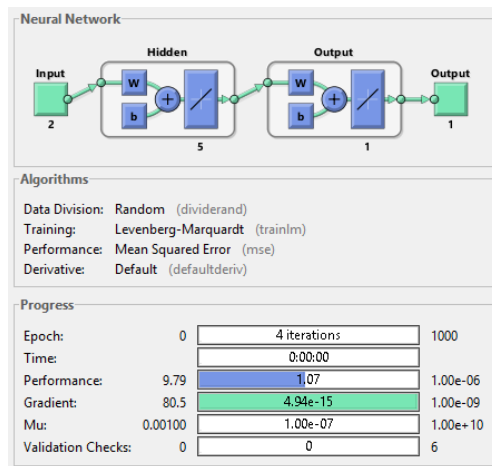 Neural Network
Hidden
Output
Input
Output
W
W
b
b
2
5
1
1
Algorithms
Data Division: Random (dividerand)
Training: Levenberg-Marquardt (trainlm)
Performance: Mean Squared Error (mse)
Derivative: Default (defaultderiv)
Progress
Epoch: 0 4 iterations 1000
Time: 0:00:00
Performance: 9.79 1.07 1.00e-06
Gradient: 80.5 4.94e-15 1.00e-09
Mu: 0.00100 1.00e-07 1.00e+10
Validation Checks: 0 0 6